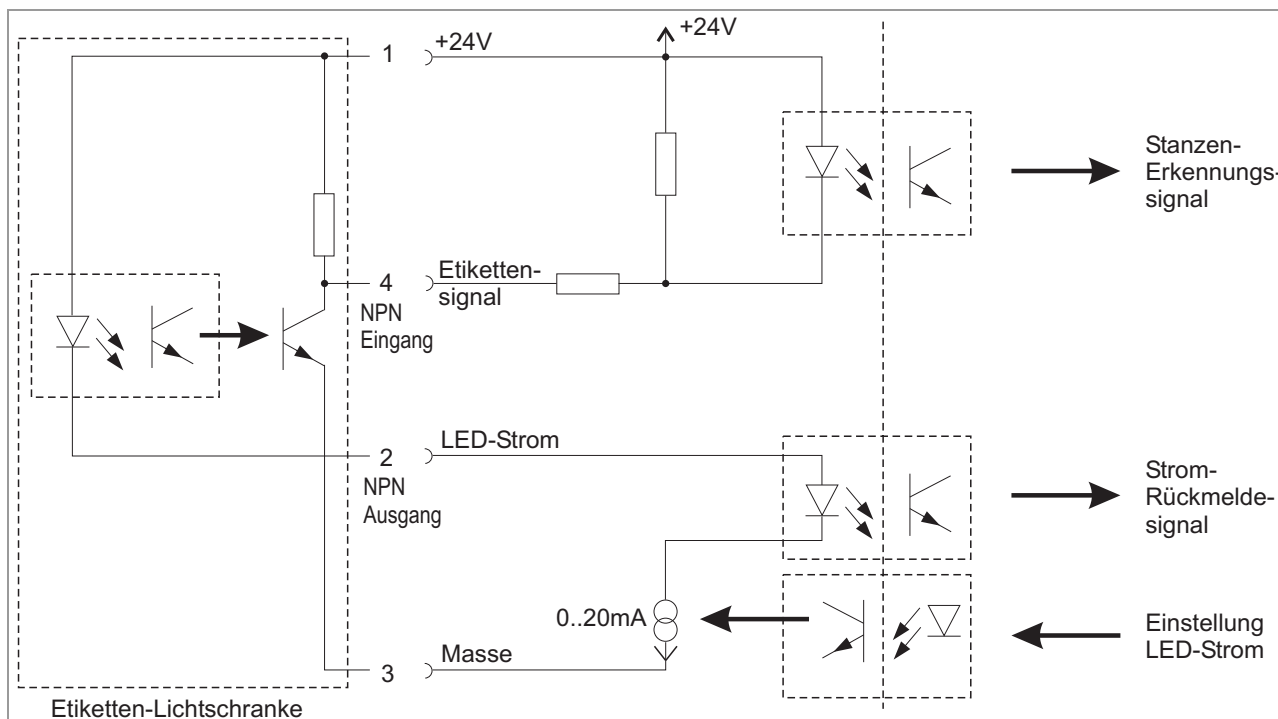 +24V
1
+24V
Stanzen-
Erkennungs-
signal
4
Etiketten-
signal
NPN
Eingang
2
LED-Strom
NPN
Ausgang
Strom-
Rückmelde-
signal
0..20mA
Einstellung
LED-Strom
3
Masse
Etiketten-Lichtschranke